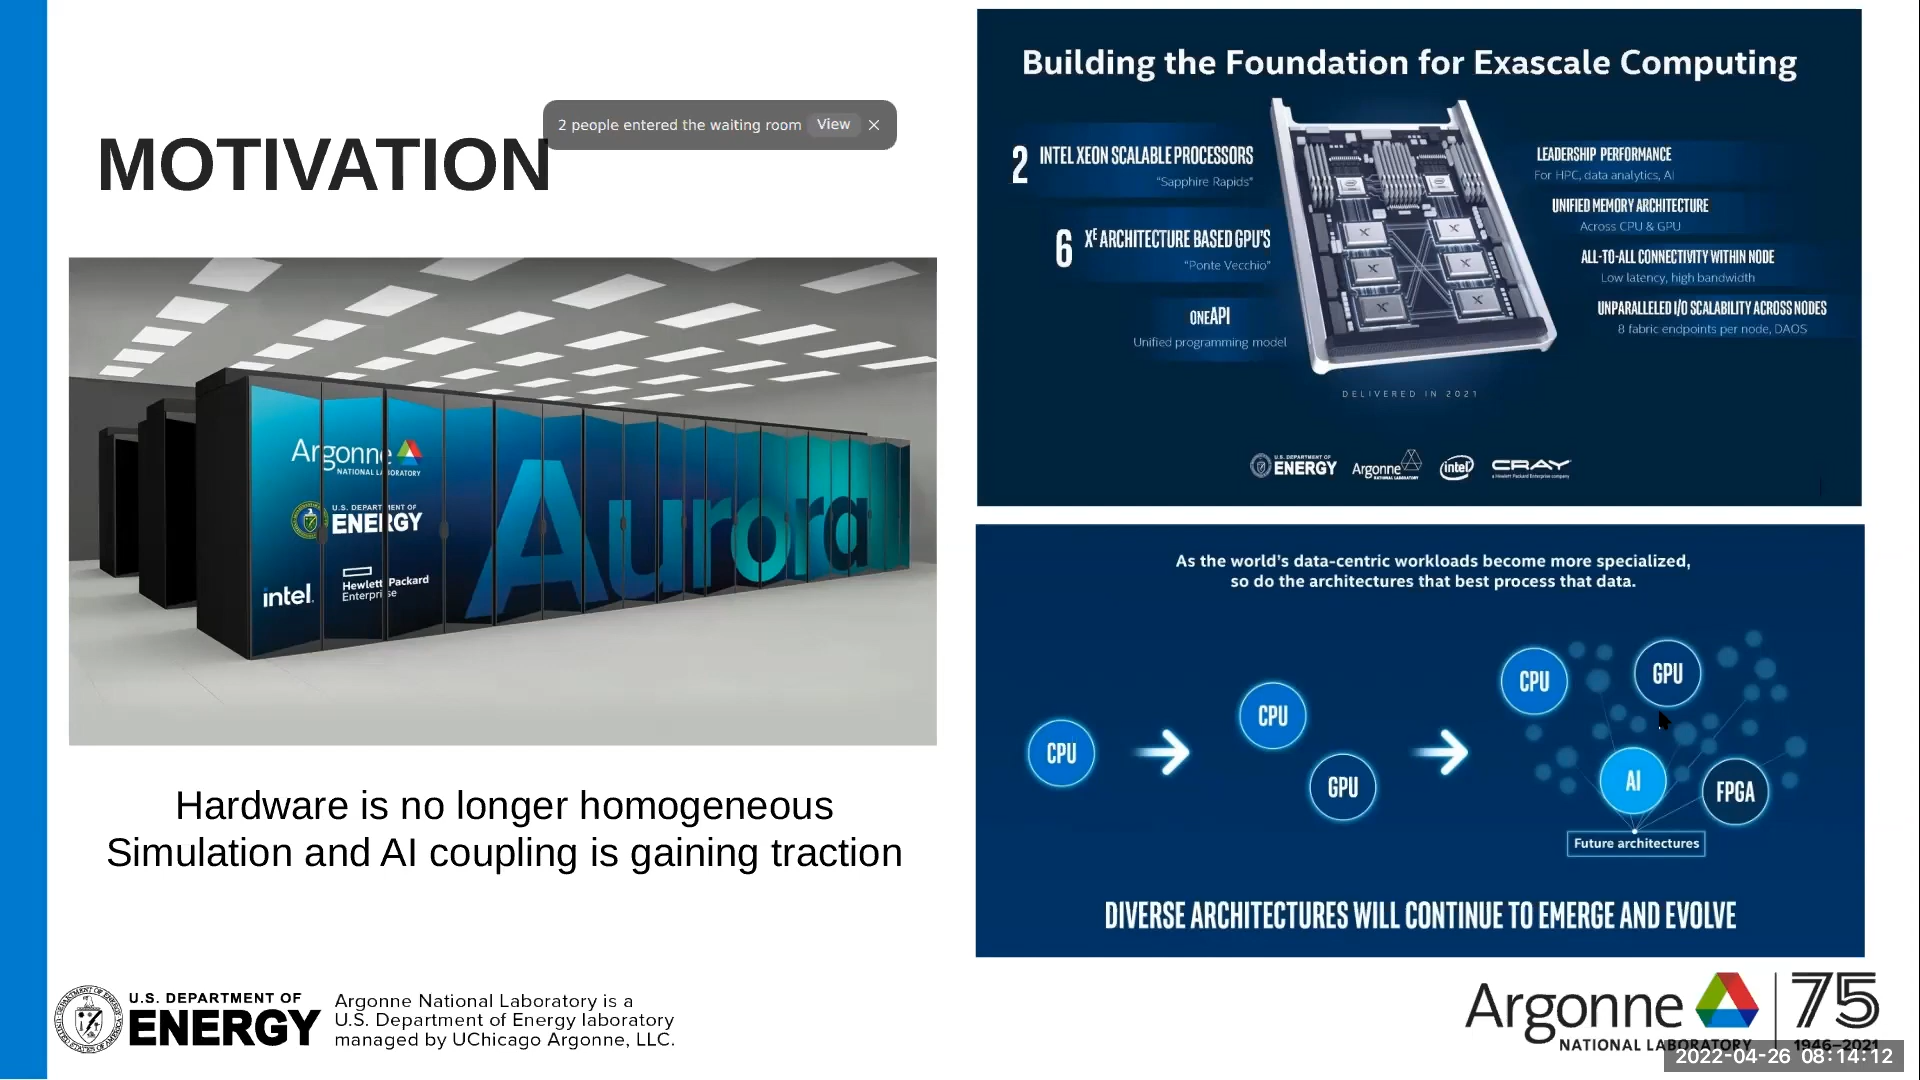 2 people entered the waiting room View
MOTIVATION
Argonne
NATIONAL LABORATORY
U.S. DEPARTMENT OF
ENERGY
intel
Hewlett Packard
Enterprise
Aurora
Hardware is no longer homogeneous
Simulation and AI coupling is gaining traction
Building the Foundation for Exascale Computing
2 INTEL XEON SCALABLE PROCESSORS
"Sapphire Rapids"
6 XE ARCHITECTURE BASED GPU'S
"Ponte Vecchio"
ONEAPI
Unified programming model
LEADERSHIP PERFORMANCE
For HPC, data analytics, AI
UNIFIED MEMORY ARCHITECTURE
Across CPU & GPU
ALL-TO-ALL CONNECTIVITY WITHIN NODE
Low latency, high bandwidth
UNPARALLELED I/O SCALABILITY ACROSS NODES
8 fabric endpoints per node, DAOS
DELIVERED IN 2021
U.S. DEPARTMENT OF
ENERGY
Argonne
NATIONAL LABORATORY
intel
CRAY
a Hewlett Packard Enterprise company
As the world's data-centric workloads become more specialized,
so do the architectures that best process that data.
CPU
CPU
GPU
CPU
GPU
AI
FPGA
Future architectures
DIVERSE ARCHITECTURES WILL CONTINUE TO EMERGE AND EVOLVE
U.S. DEPARTMENT OF
ENERGY
Argonne National Laboratory is a
U.S. Department of Energy laboratory
managed by UChicago Argonne, LLC.
Argonne
NATIONAL LABORATORY
75
1946–2021
2022-04-26 08:14:12